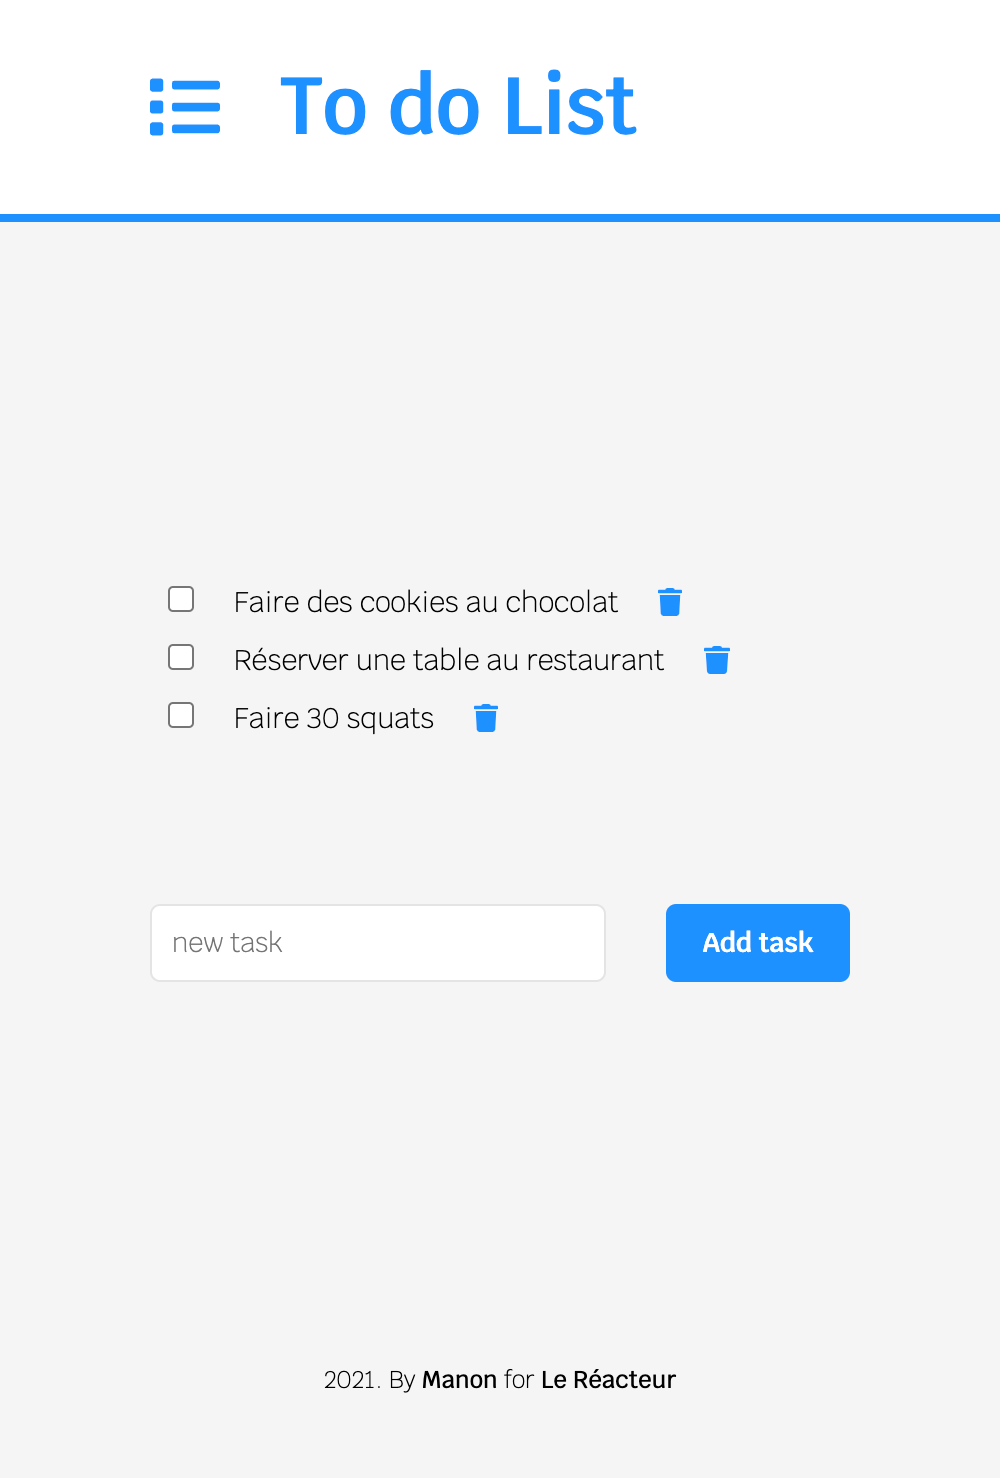 To do List
Faire des cookies au chocolat
Réserver une table au restaurant
Faire 30 squats
new task
Add task
2021. By Manon for Le Réacteur